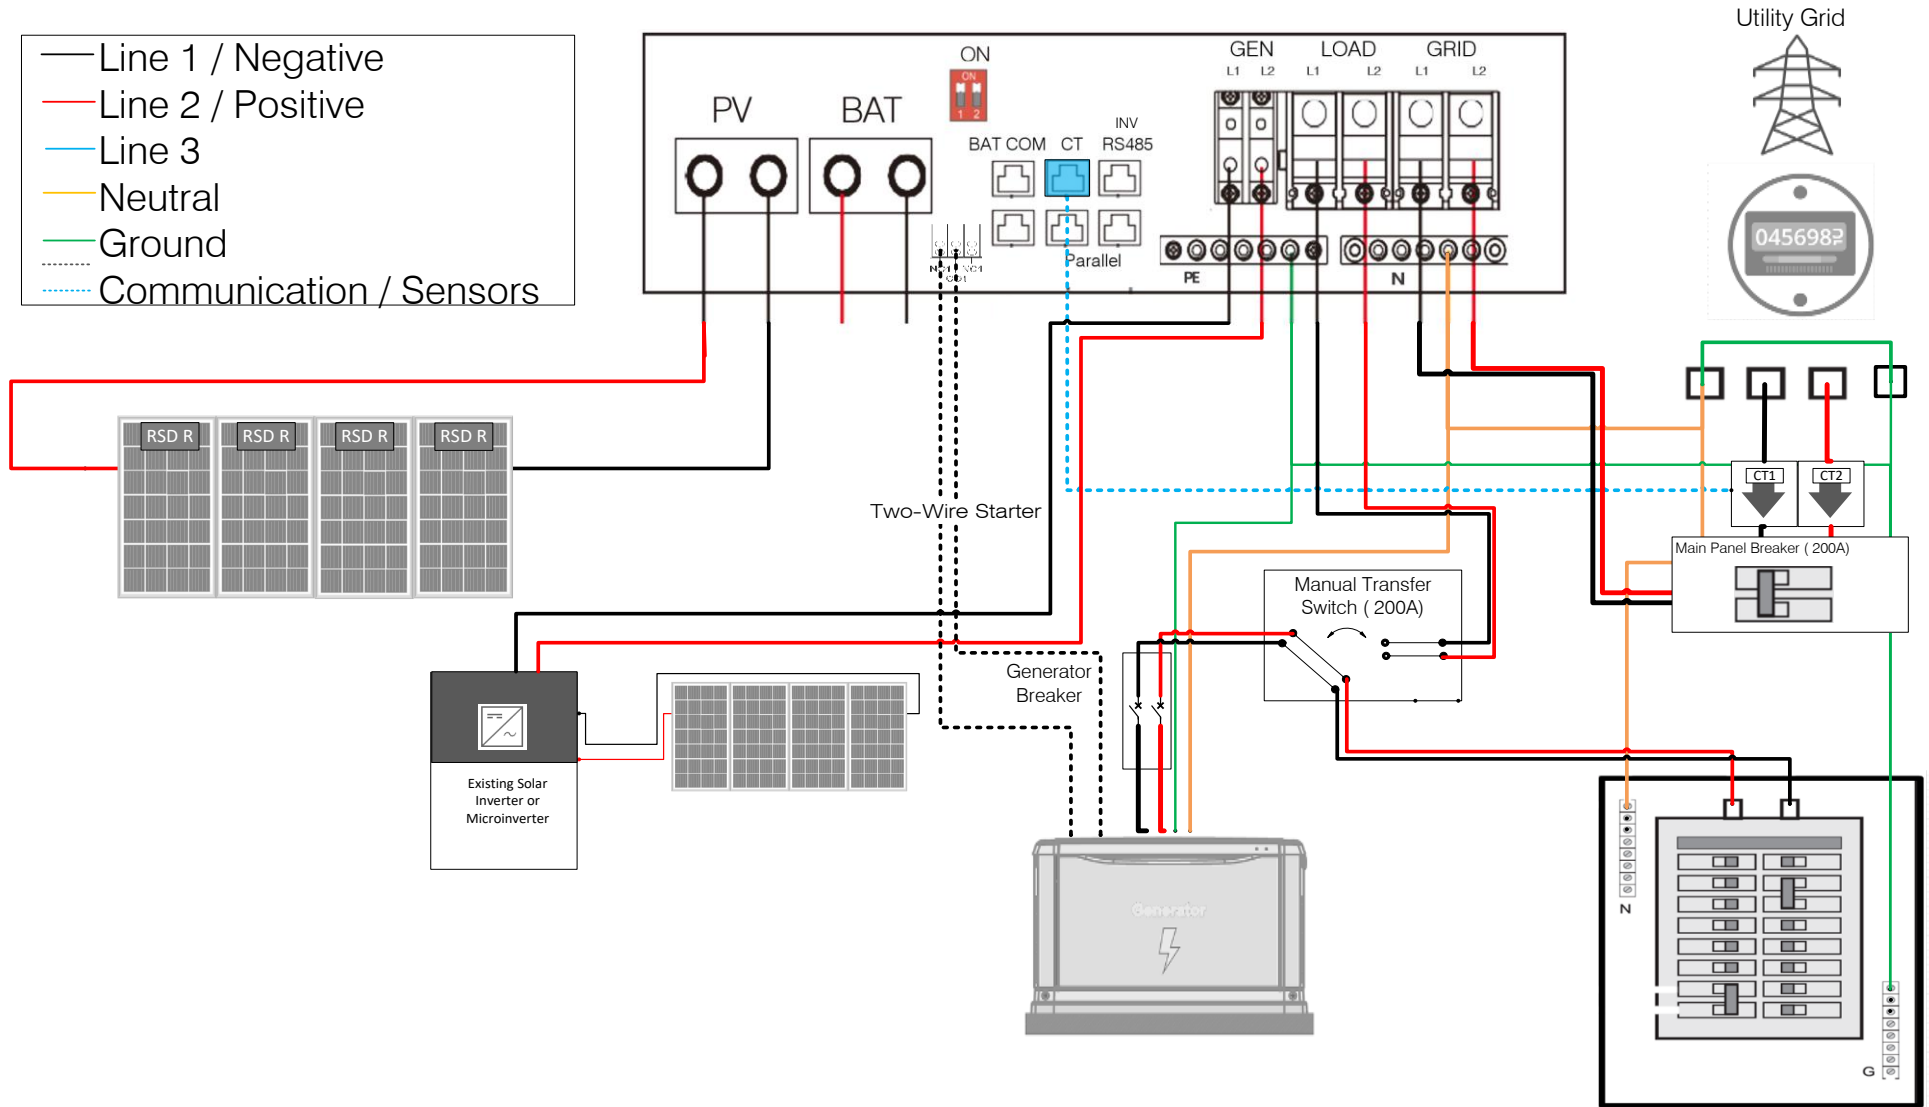 Line 1 / Negative
Line 2 / Positive
Line 3
Neutral
Ground
Communication / Sensors
PV
BAT
ON
ON
1 2
BAT COM
CT
INV
RS485
Parallel
GEN
LOAD
GRID
L1
L2
L1
L2
L1
L2
PE
N
Utility Grid
RSD R
RSD R
RSD R
RSD R
Two-Wire Starter
CT1
CT2
Main Panel Breaker ( 200A)
Manual Transfer
Switch ( 200A)
Generator
Breaker
Existing Solar
Inverter or
Microinverter
Generator
N
G